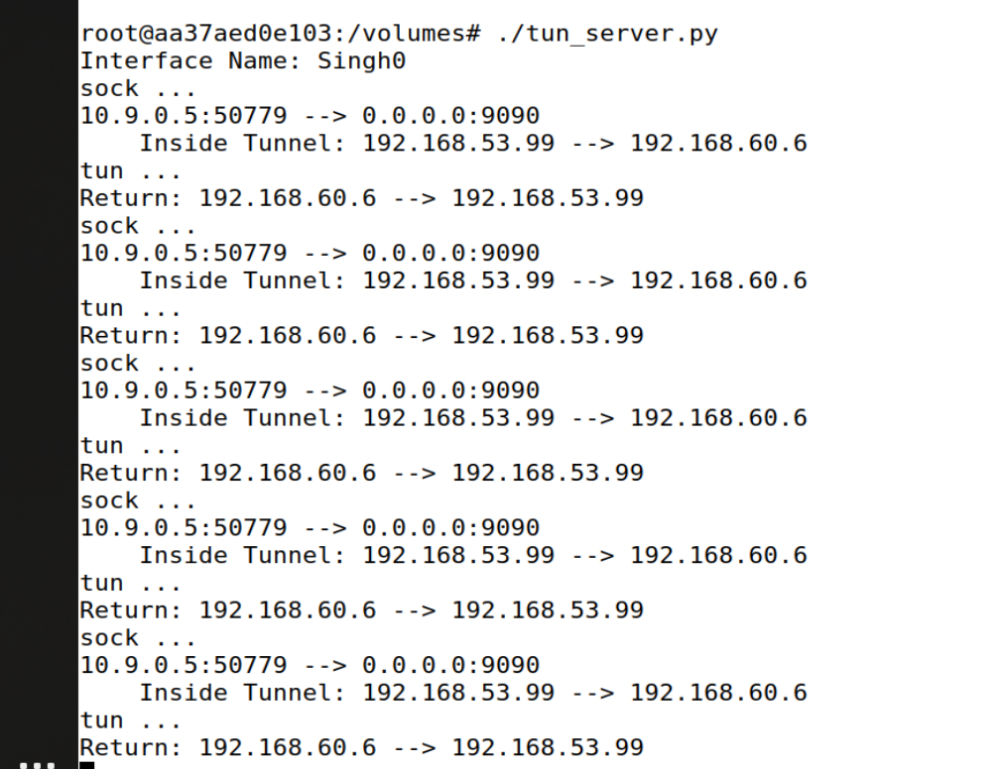 root@aa37aed0e103:/volumes# ./tun_server.py
Interface Name: Singh0
sock ...
10.9.0.5:50779 --> 0.0.0.0:9090
    Inside Tunnel: 192.168.53.99 --> 192.168.60.6
tun ...
Return: 192.168.60.6 --> 192.168.53.99
sock ...
10.9.0.5:50779 --> 0.0.0.0:9090
    Inside Tunnel: 192.168.53.99 --> 192.168.60.6
tun ...
Return: 192.168.60.6 --> 192.168.53.99
sock ...
10.9.0.5:50779 --> 0.0.0.0:9090
    Inside Tunnel: 192.168.53.99 --> 192.168.60.6
tun ...
Return: 192.168.60.6 --> 192.168.53.99
sock ...
10.9.0.5:50779 --> 0.0.0.0:9090
    Inside Tunnel: 192.168.53.99 --> 192.168.60.6
tun ...
Return: 192.168.60.6 --> 192.168.53.99
sock ...
10.9.0.5:50779 --> 0.0.0.0:9090
    Inside Tunnel: 192.168.53.99 --> 192.168.60.6
tun ...
Return: 192.168.60.6 --> 192.168.53.99